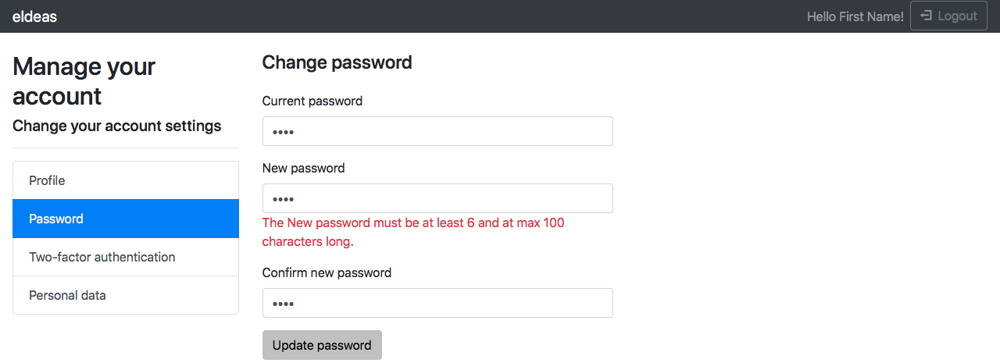 eIdeas
Hello First Name!
Logout
Manage your
account
Change your account settings
Profile
Password
Two-factor authentication
Personal data
Change password
Current password
••••
New password
••••
The New password must be at least 6 and at max 100
characters long.
Confirm new password
••••
Update password